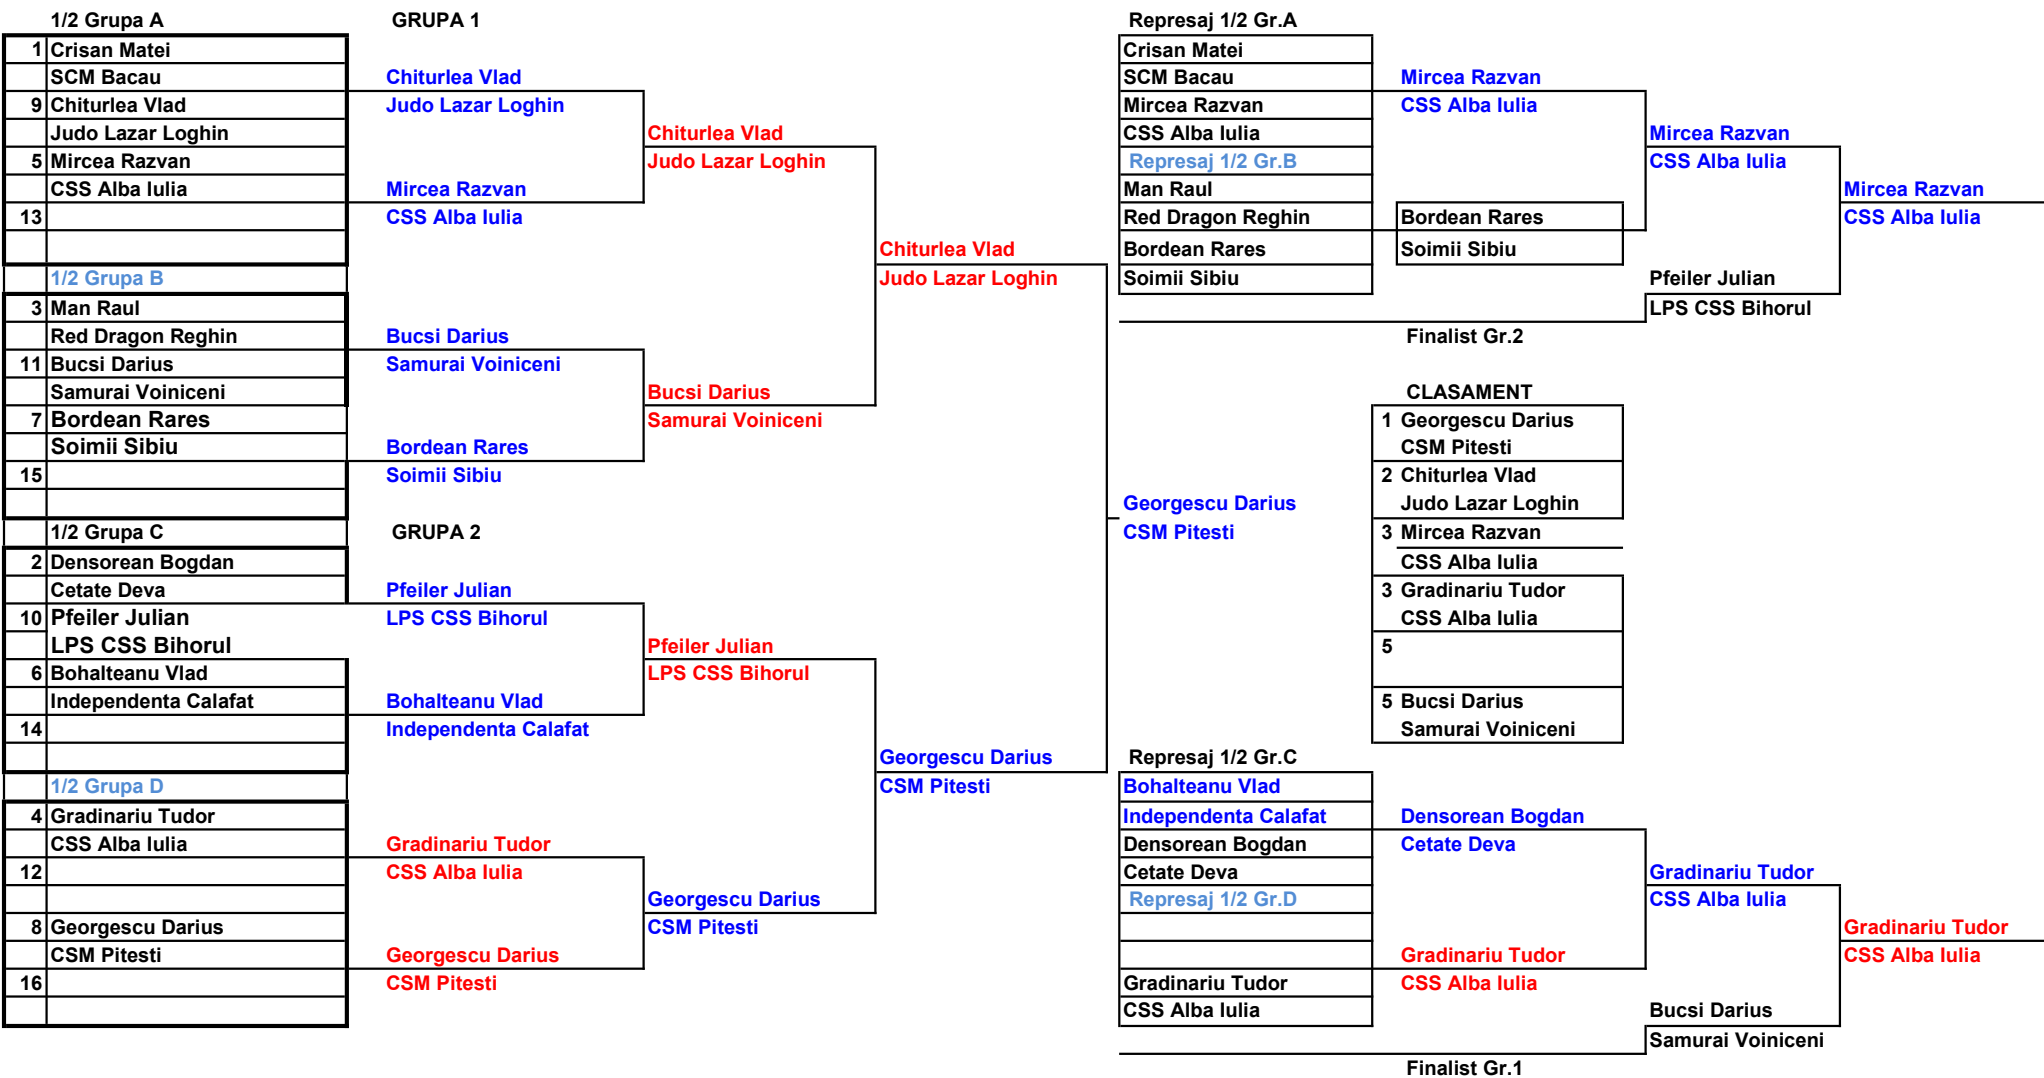 1/2 Grupa A
GRUPA 1
1 Crisan Matei
SCM Bacau
9 Chiturlea Vlad
Judo Lazar Loghin
5 Mircea Razvan
CSS Alba Iulia
13
1/2 Grupa B
3 Man Raul
Red Dragon Reghin
11 Bucsi Darius
Samurai Voiniceni
7 Bordean Rares
Soimii Sibiu
15
1/2 Grupa C
GRUPA 2
2 Densorean Bogdan
Cetate Deva
10 Pfeiler Julian
LPS CSS Bihorul
6 Bohalteanu Vlad
Independenta Calafat
14
1/2 Grupa D
4 Gradinariu Tudor
CSS Alba Iulia
12
8 Georgescu Darius
CSM Pitesti
16
Chiturlea Vlad
Judo Lazar Loghin
Mircea Razvan
CSS Alba Iulia
Bucsi Darius
Samurai Voiniceni
Bordean Rares
Soimii Sibiu
Pfeiler Julian
LPS CSS Bihorul
Bohalteanu Vlad
Independenta Calafat
Gradinariu Tudor
CSS Alba Iulia
Georgescu Darius
CSM Pitesti
Chiturlea Vlad
Judo Lazar Loghin
Bucsi Darius
Samurai Voiniceni
Pfeiler Julian
LPS CSS Bihorul
Georgescu Darius
CSM Pitesti
Chiturlea Vlad
Judo Lazar Loghin
Georgescu Darius
CSM Pitesti
Georgescu Darius
CSM Pitesti
Represaj 1/2 Gr.A
Crisan Matei
SCM Bacau
Mircea Razvan
CSS Alba Iulia
Represaj 1/2 Gr.B
Man Raul
Red Dragon Reghin
Bordean Rares
Soimii Sibiu
Mircea Razvan
CSS Alba Iulia
Bordean Rares
Soimii Sibiu
Mircea Razvan
CSS Alba Iulia
Pfeiler Julian
LPS CSS Bihorul
Mircea Razvan
CSS Alba Iulia
Finalist Gr.2
CLASAMENT
1 Georgescu Darius
CSM Pitesti
2 Chiturlea Vlad
Judo Lazar Loghin
3 Mircea Razvan
CSS Alba Iulia
3 Gradinariu Tudor
CSS Alba Iulia
5
5 Bucsi Darius
Samurai Voiniceni
Represaj 1/2 Gr.C
Bohalteanu Vlad
Independenta Calafat
Densorean Bogdan
Cetate Deva
Represaj 1/2 Gr.D
Gradinariu Tudor
CSS Alba Iulia
Densorean Bogdan
Cetate Deva
Gradinariu Tudor
CSS Alba Iulia
Gradinariu Tudor
CSS Alba Iulia
Bucsi Darius
Samurai Voiniceni
Gradinariu Tudor
CSS Alba Iulia
Finalist Gr.1